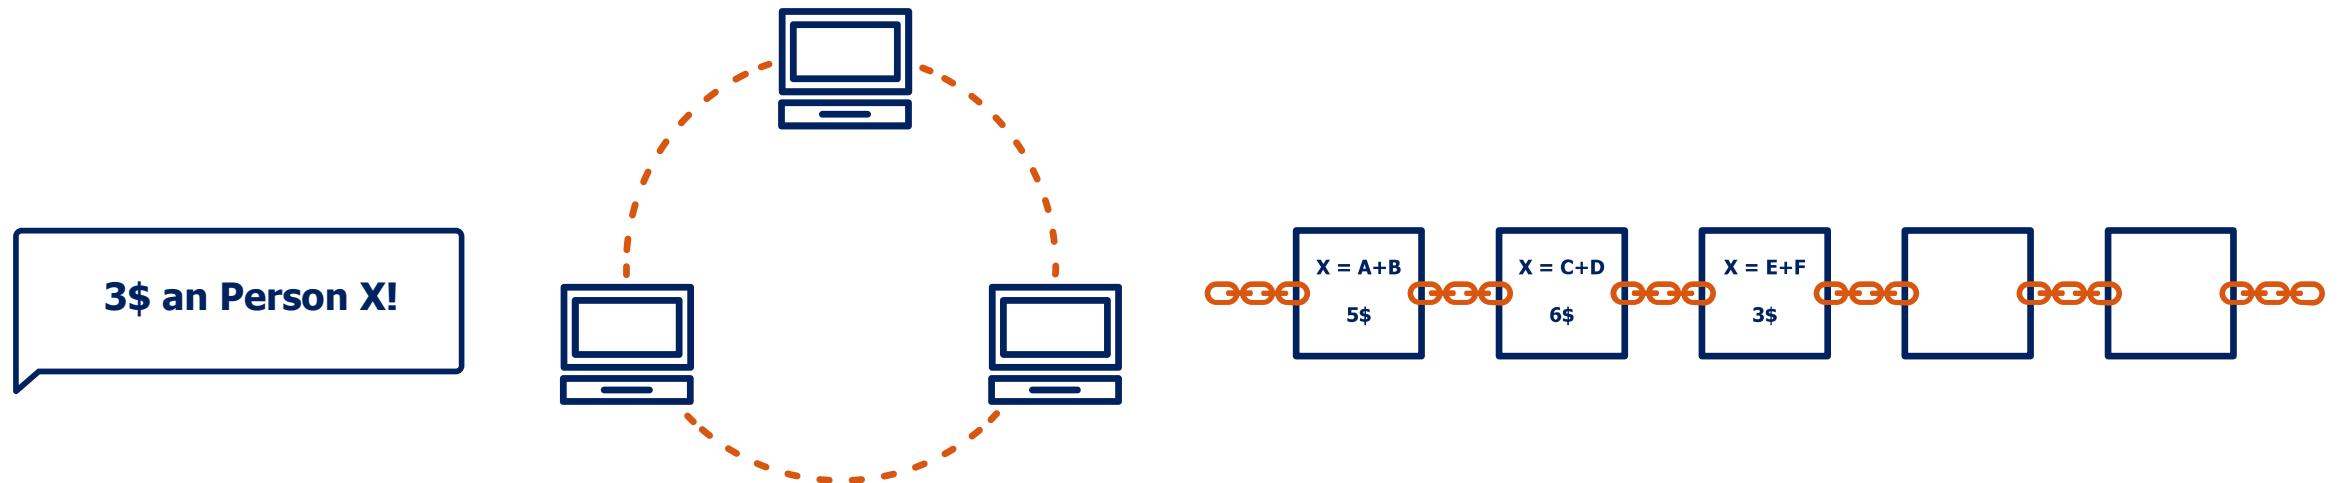 3$ an Person X!
X = A+B
5$
X = C+D
6$
X = E+F
3$